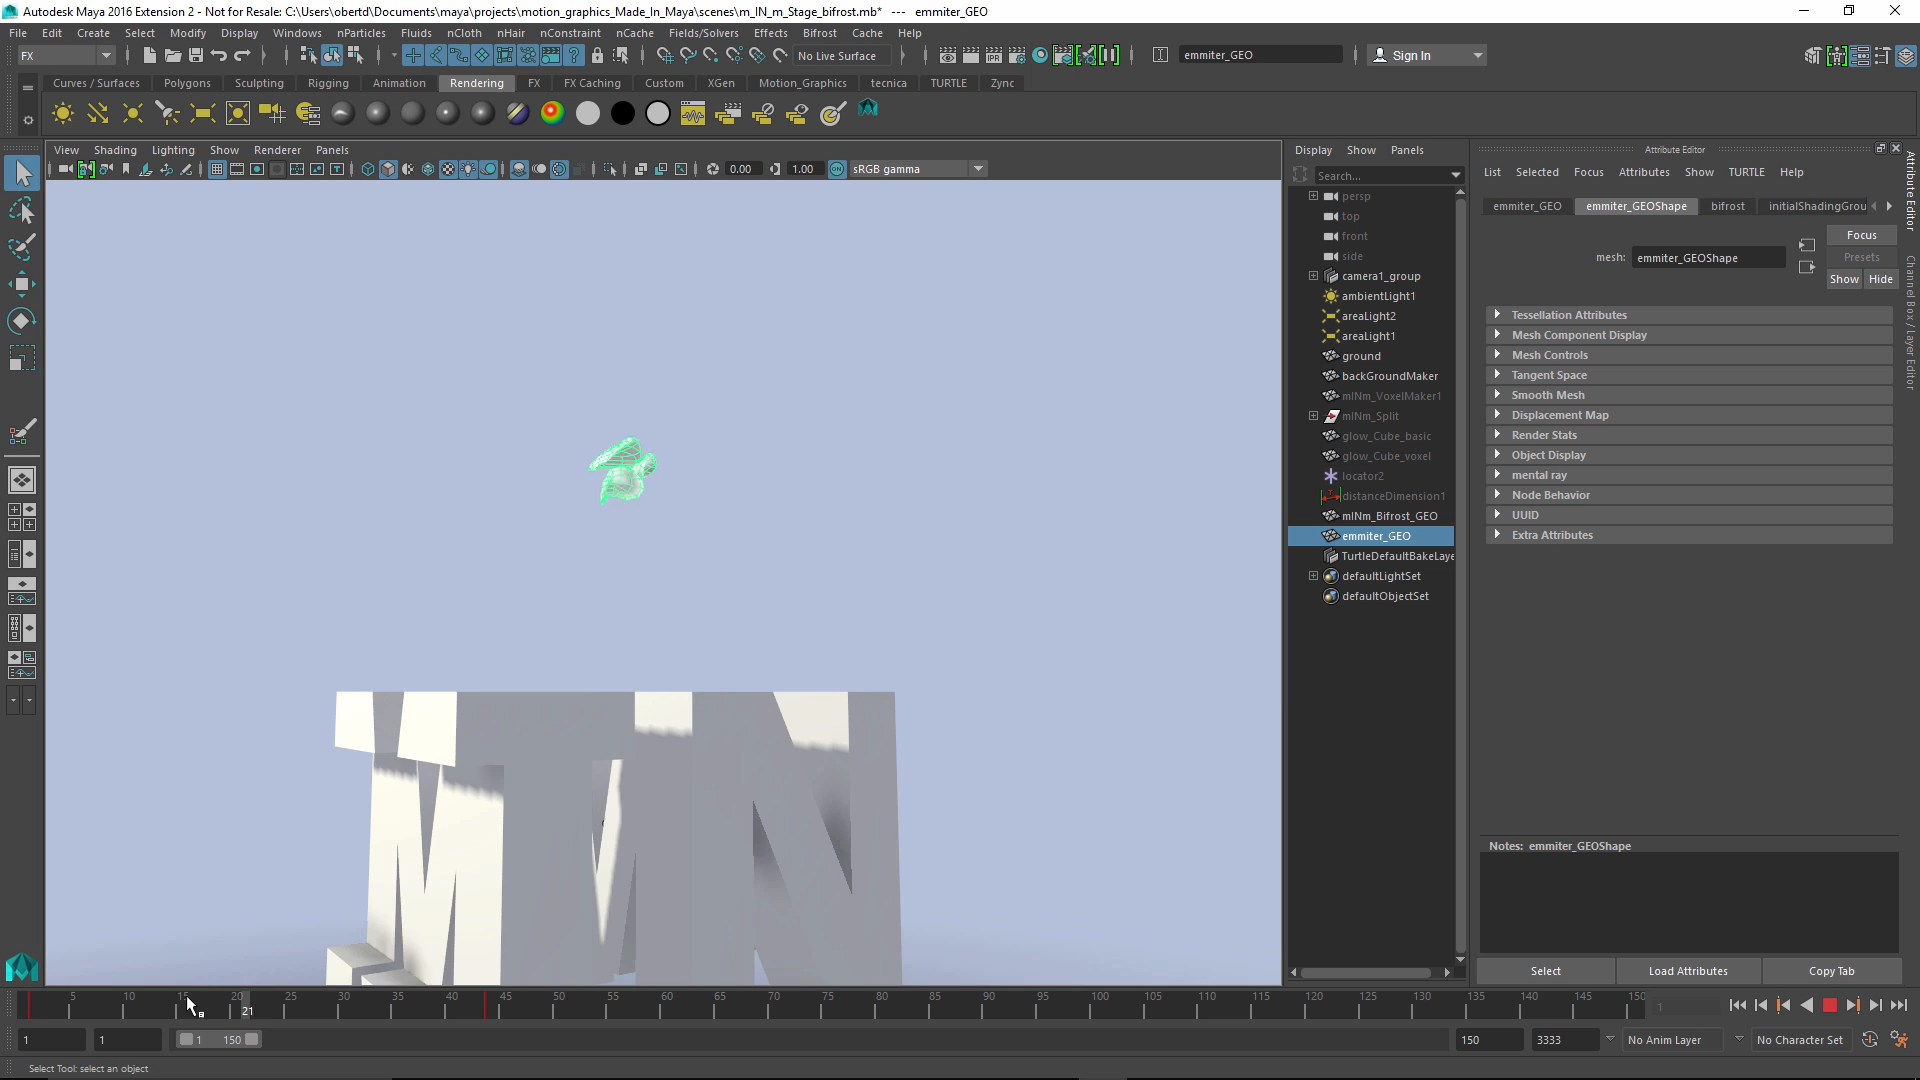 Autodesk Maya 2016 Extension 2 - Not for Resale: C:\Users\obertd\Documents\maya\projects\motion_graphics_Made_In_Maya\scenes\m_IN_m_Stage_bifrost.mb* --- emmiter_GEO
File Edit Create Select Modify Display Windows nParticles Fluids nCloth nHair nConstraint nCache Fields/Solvers Effects Bifrost Cache Help
FX No Live Surface IPR emmiter_GEO Sign In
Curves / Surfaces Polygons Sculpting Rigging Animation Rendering FX FX Caching Custom XGen Motion_Graphics tecnica TURTLE Zync
View Shading Lighting Show Renderer Panels
0.00 1.00 ON sRGB gamma
Display Show Panels
Search...
persp
top
front
side
camera1_group
ambientLight1
areaLight2
areaLight1
ground
backGroundMaker
mINm_VoxelMaker1
mINm_Split
glow_Cube_basic
glow_Cube_voxel
locator2
distanceDimension1
mINm_Bifrost_GEO
emmiter_GEO
TurtleDefaultBakeLaye
defaultLightSet
defaultObjectSet
Attribute Editor
List Selected Focus Attributes Show TURTLE Help
emmiter_GEO emmiter_GEOShape bifrost initialShadingGrou
Focus
mesh: emmiter_GEOShape
Presets
Show Hide
Tessellation Attributes
Mesh Component Display
Mesh Controls
Tangent Space
Smooth Mesh
Displacement Map
Render Stats
Object Display
mental ray
Node Behavior
UUID
Extra Attributes
Notes: emmiter_GEOShape
Select Load Attributes Copy Tab
Attribute Editor
Channel Box / Layer Editor
5 10 15 20 25 30 35 40 45 50 55 60 65 70 75 80 85 90 95 100 105 110 115 120 125 130 135 140 145 150 1
21
1 1 1 150 150 3333 No Anim Layer No Character Set
Select Tool: select an object